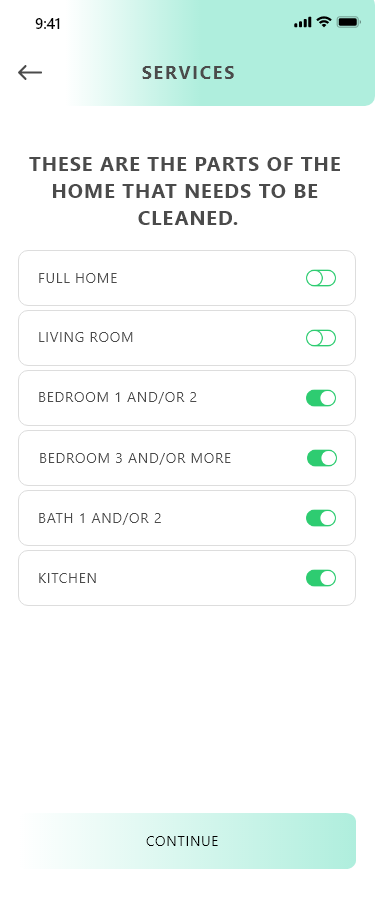 9:41
SERVICES
THESE ARE THE PARTS OF THE
HOME THAT NEEDS TO BE
CLEANED.
FULL HOME
LIVING ROOM
BEDROOM 1 AND/OR 2
BEDROOM 3 AND/OR MORE
BATH 1 AND/OR 2
KITCHEN
CONTINUE